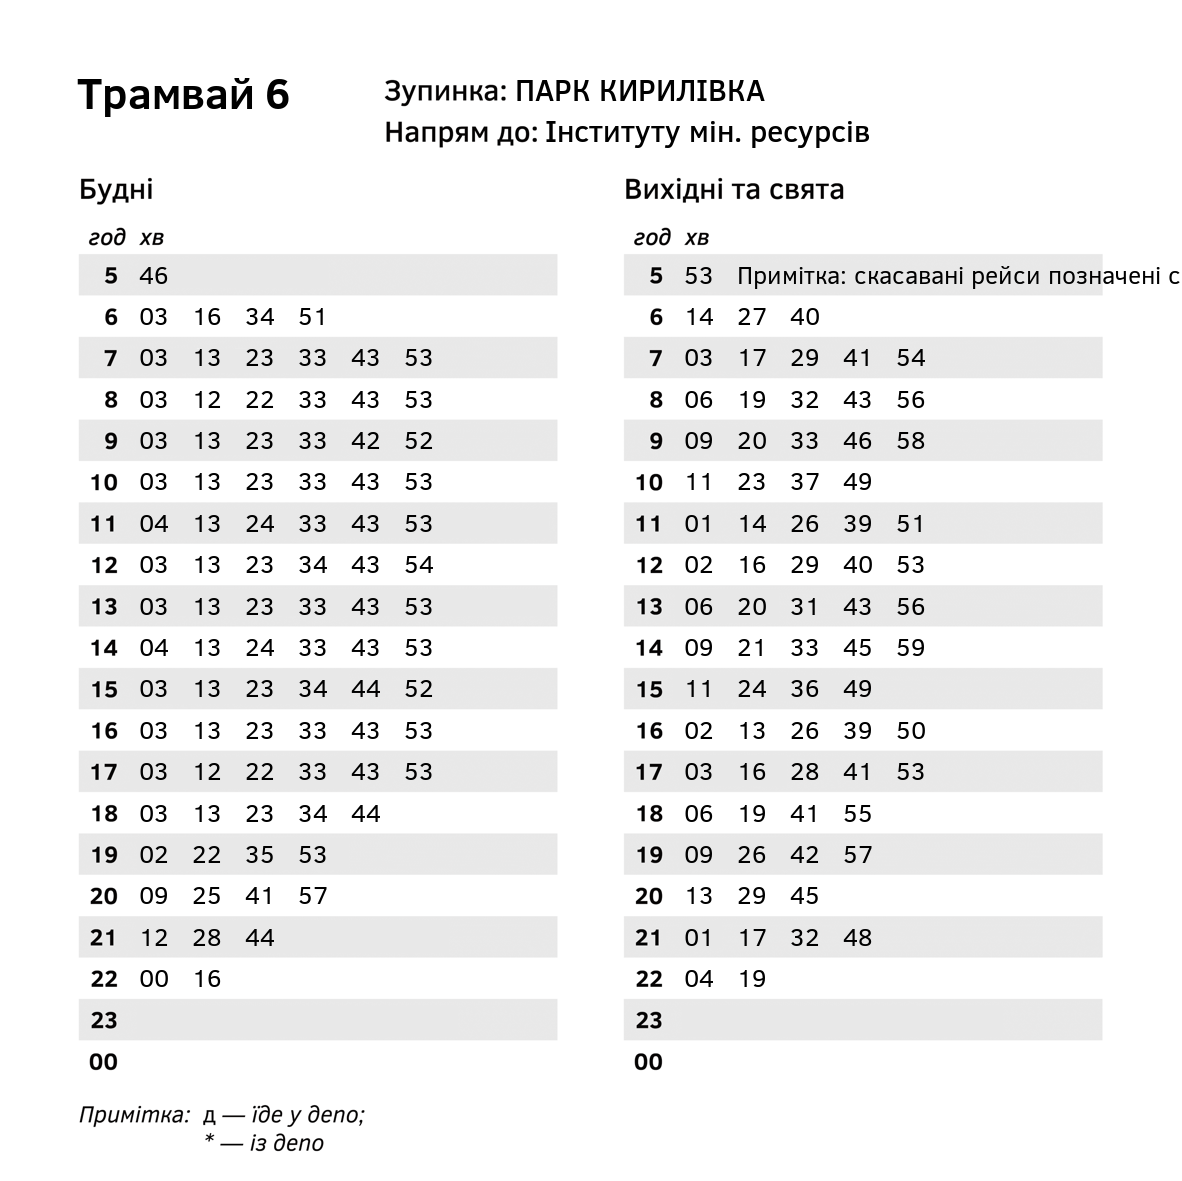 Трамвай 6
Зупинка: ПАРК КИРИЛІВКА
Напрям до: Інституту мін. ресурсів
Будні
год хв
5 46
6 03 16 34 51
7 03 13 23 33 43 53
8 03 12 22 33 43 53
9 03 13 23 33 42 52
10 03 13 23 33 43 53
11 04 13 24 33 43 53
12 03 13 23 34 43 54
13 03 13 23 33 43 53
14 04 13 24 33 43 53
15 03 13 23 34 44 52
16 03 13 23 33 43 53
17 03 12 22 33 43 53
18 03 13 23 34 44
19 02 22 35 53
20 09 25 41 57
21 12 28 44
22 00 16
23
00
Вихідні та свята
год хв
5 53 Примітка: скасавані рейси позначені с
6 14 27 40
7 03 17 29 41 54
8 06 19 32 43 56
9 09 20 33 46 58
10 11 23 37 49
11 01 14 26 39 51
12 02 16 29 40 53
13 06 20 31 43 56
14 09 21 33 45 59
15 11 24 36 49
16 02 13 26 39 50
17 03 16 28 41 53
18 06 19 41 55
19 09 26 42 57
20 13 29 45
21 01 17 32 48
22 04 19
23
00
Примітка: д — їде у депо;
* — із депо